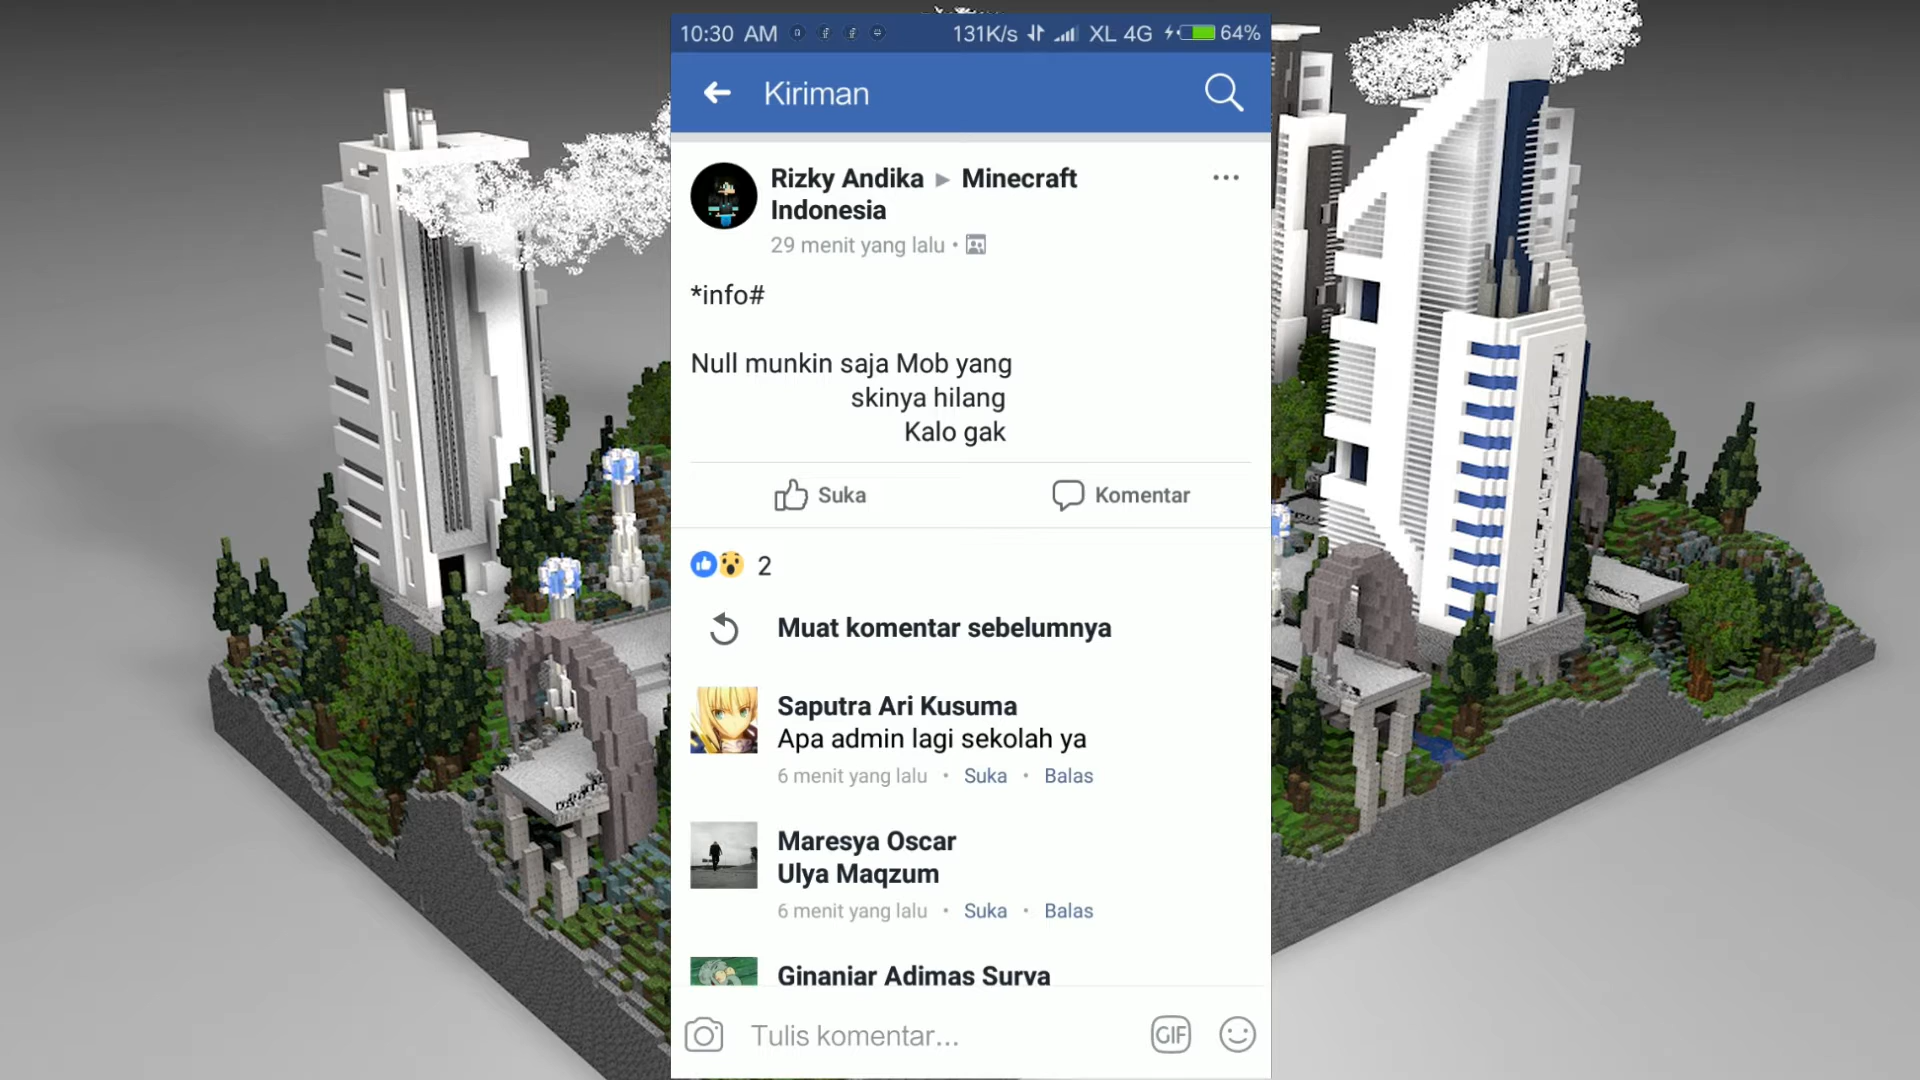 10:30 AM 131K/s XL 4G 64%
Kiriman
Rizky Andika ▸ Minecraft
Indonesia
29 menit yang lalu •
*info#
Null munkin saja Mob yang
skinya hilang
Kalo gak
Suka Komentar
2
Muat komentar sebelumnya
Saputra Ari Kusuma
Apa admin lagi sekolah ya
6 menit yang lalu • Suka • Balas
Maresya Oscar
Ulya Maqzum
6 menit yang lalu • Suka • Balas
Ginaniar Adimas Surya
Tulis komentar... GIF